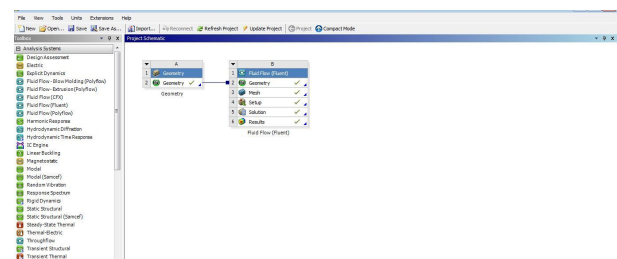 File View Tools Units Extensions Help
New Open... Save Save As... Import... Reconnect Refresh Project Update Project Project Compact Mode
Toolbox
Project Schematic
Analysis Systems
Design Assessment
Electric
Explicit Dynamics
Fluid Flow - Blow Molding (Polyflow)
Fluid Flow - Extrusion (Polyflow)
Fluid Flow (CFX)
Fluid Flow (Fluent)
Fluid Flow (Polyflow)
Harmonic Response
Hydrodynamic Diffraction
Hydrodynamic Time Response
IC Engine
Linear Buckling
Magnetostatic
Modal
Modal (Samcef)
Random Vibration
Response Spectrum
Rigid Dynamics
Static Structural
Static Structural (Samcef)
Steady-State Thermal
Thermal-Electric
Throughflow
Transient Structural
Transient Thermal
A
1 Geometry
2 Geometry
Geometry
B
1 Fluid Flow (Fluent)
2 Geometry
3 Mesh
4 Setup
5 Solution
6 Results
Fluid Flow (Fluent)